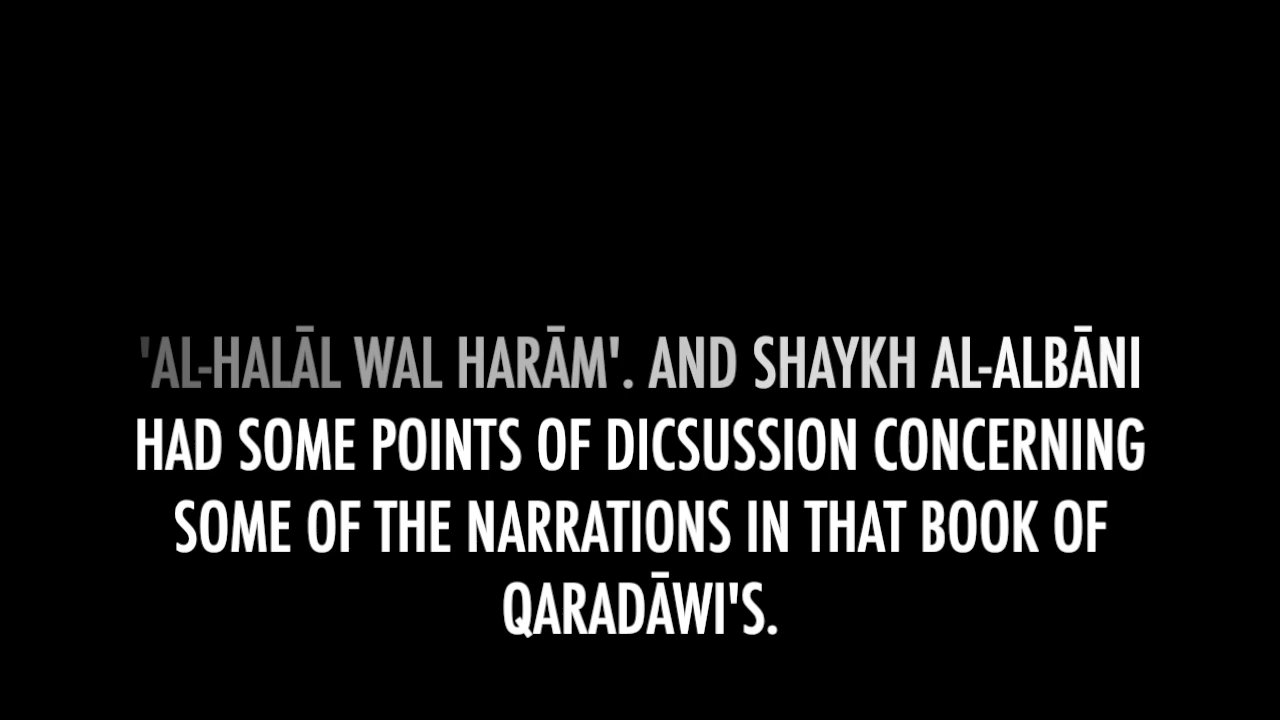 'AL-HALĀL WAL HARĀM'. AND SHAYKH AL-ALBĀNI
HAD SOME POINTS OF DICSUSSION CONCERNING
SOME OF THE NARRATIONS IN THAT BOOK OF
QARADĀWI'S.